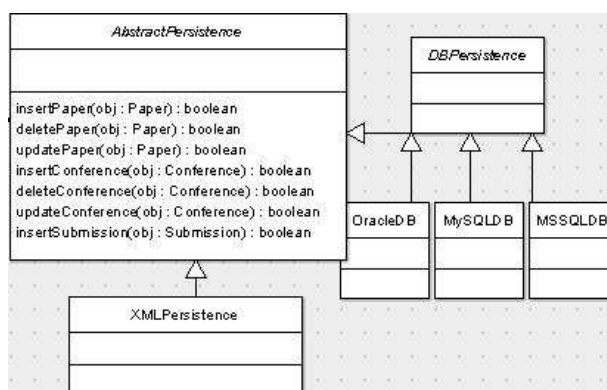 AbstractPersistence
insertPaper(obj : Paper) : boolean
deletePaper(obj : Paper) : boolean
updatePaper(obj : Paper) : boolean
insertConference(obj : Conference) : boolean
deleteConference(obj : Conference) : boolean
updateConference(obj : Conference) : boolean
insertSubmission(obj : Submission) : boolean
DBPersistence
OracleDB
MySQLDB
MSSQLDB
XMLPersistence